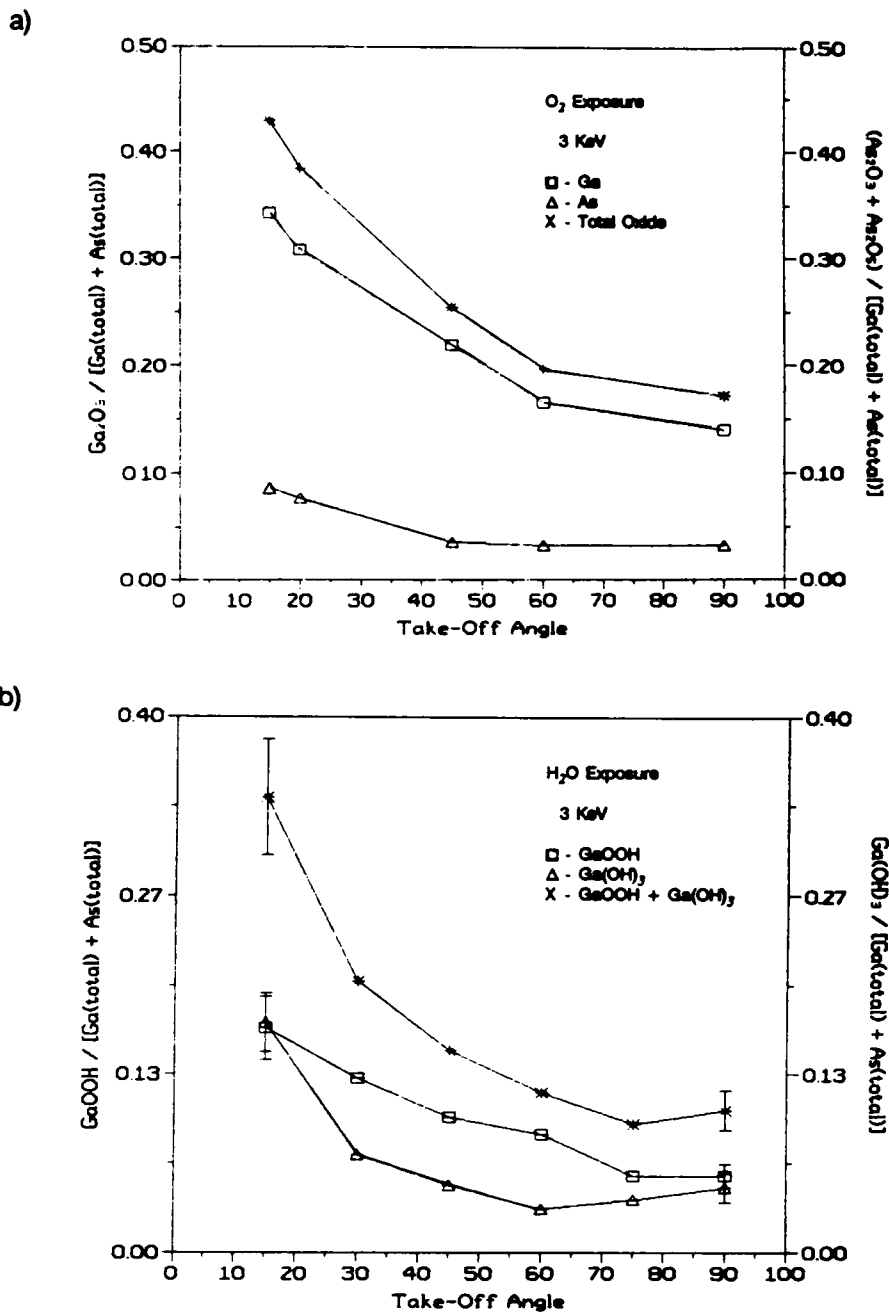 a)
0.50
0.40
0.30
0.20
0.10
0.00
Ga₂O₃ / [Ga(total) + As(total)]
0.50
0.40
0.30
0.20
0.10
0.00
(As₂O₃ + As₂O₅) / [Ga(total) + As(total)]
O₂ Exposure
3 KeV
□ - Ga
△ - As
X - Total Oxide
0 10 20 30 40 50 60 70 80 90 100
Take-Off Angle
b)
0.40
0.27
0.13
0.00
GaOOH / [Ga(total) + As(total)]
0.40
0.27
0.13
0.00
Ga(OH)₃ / [Ga(total) + As(total)]
H₂O Exposure
3 KeV
□ - GaOOH
△ - Ga(OH)₃
X - GaOOH + Ga(OH)₃
0 10 20 30 40 50 60 70 80 90 100
Take-Off Angle